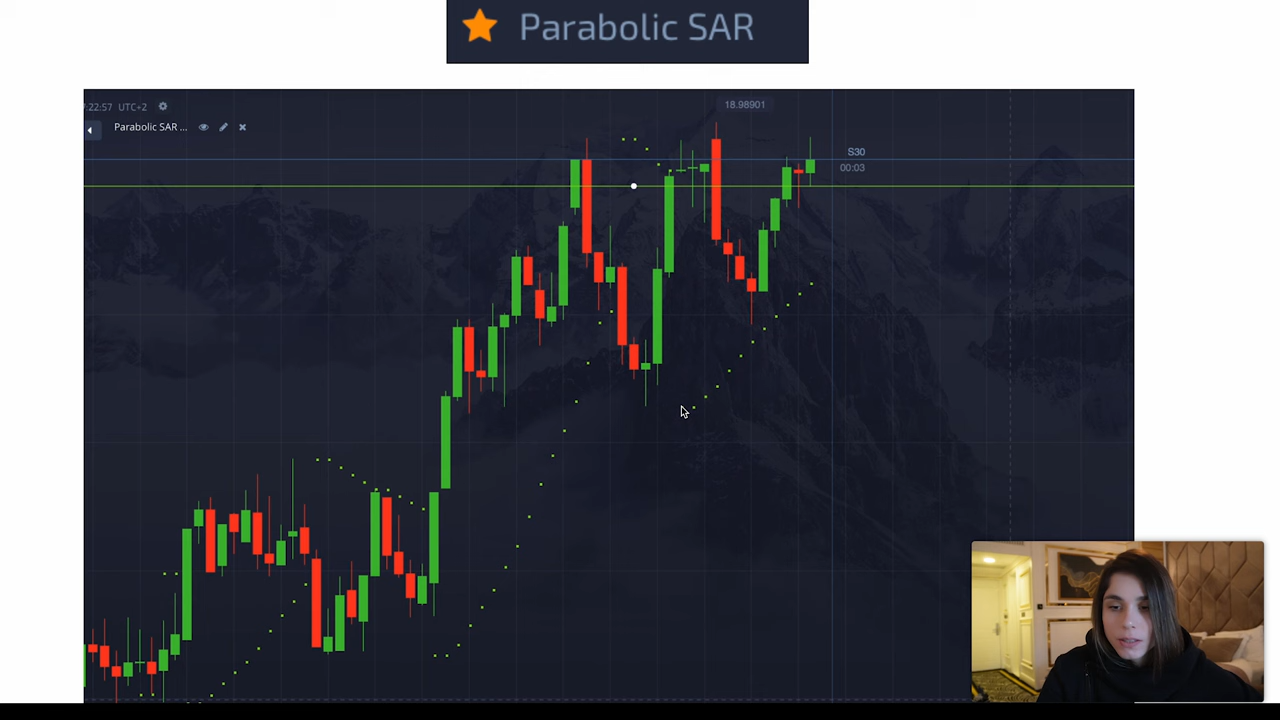 Parabolic SAR
:22:57 UTC+2
18.98901
Parabolic SAR ...
S30
00:03